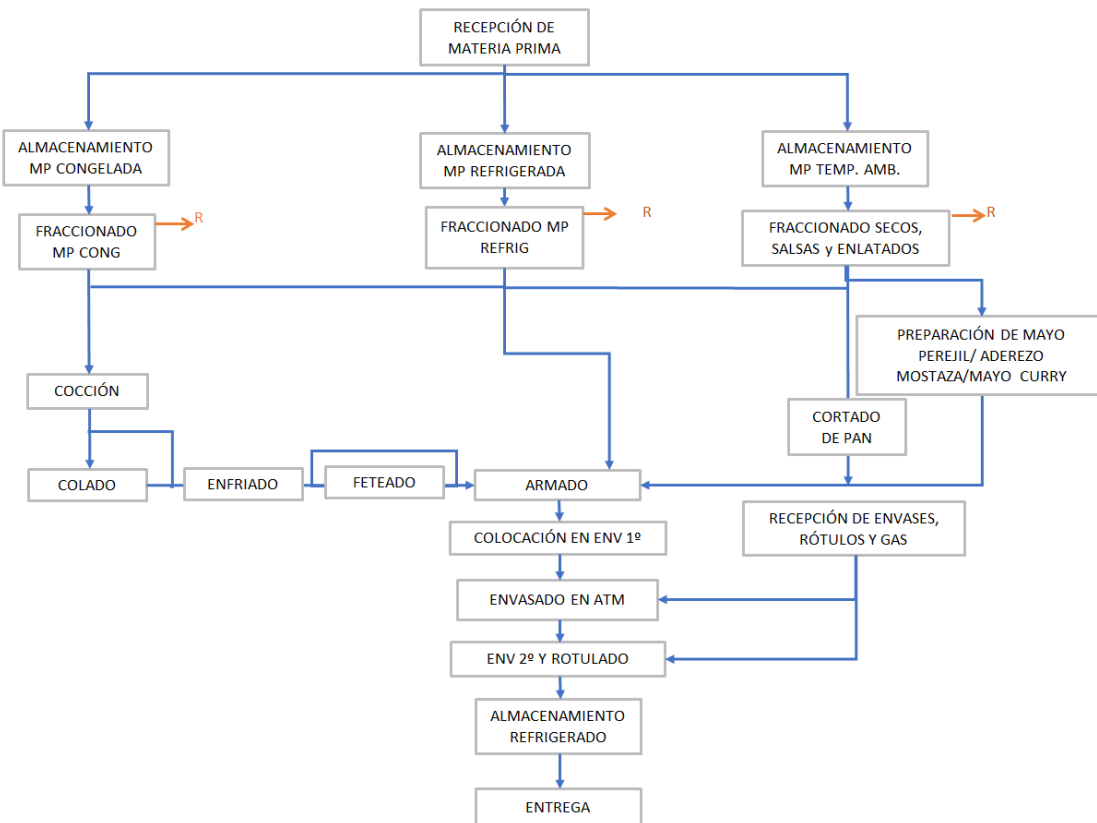 RECEPCIÓN DE
MATERIA PRIMA
ALMACENAMIENTO
MP CONGELADA
ALMACENAMIENTO
MP REFRIGERADA
ALMACENAMIENTO
MP TEMP. AMB.
FRACCIONADO
MP CONG
R
FRACCIONADO MP
REFRIG
R
FRACCIONADO SECOS,
SALSAS y ENLATADOS
R
PREPARACIÓN DE MAYO
PEREJIL/ ADEREZO
MOSTAZA/MAYO CURRY
COCCIÓN
CORTADO
DE PAN
COLADO
ENFRIADO
FETEADO
ARMADO
COLOCACIÓN EN ENV 1º
RECEPCIÓN DE ENVASES,
RÓTULOS Y GAS
ENVASADO EN ATM
ENV 2º Y ROTULADO
ALMACENAMIENTO
REFRIGERADO
ENTREGA